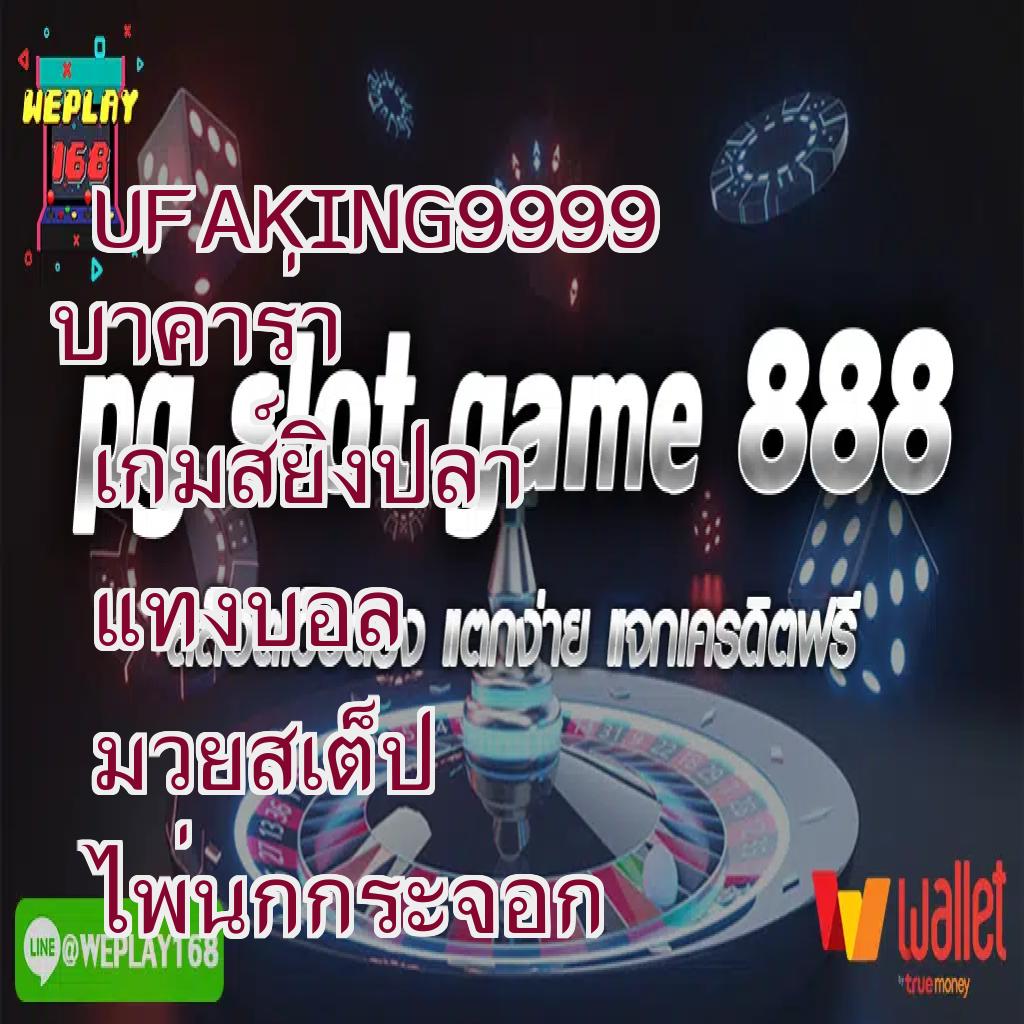 WEPLAY
168
UFAKING9999
บาคาร่า
pg slot game 888
เกมส์ยิงปลา
แทงบอล
แตกง่าย แจกเครดิตฟรี
มวยสเต็ป
ไพ่นกกระจอก
LINE @WEPLAY168
wallet
by truemoney